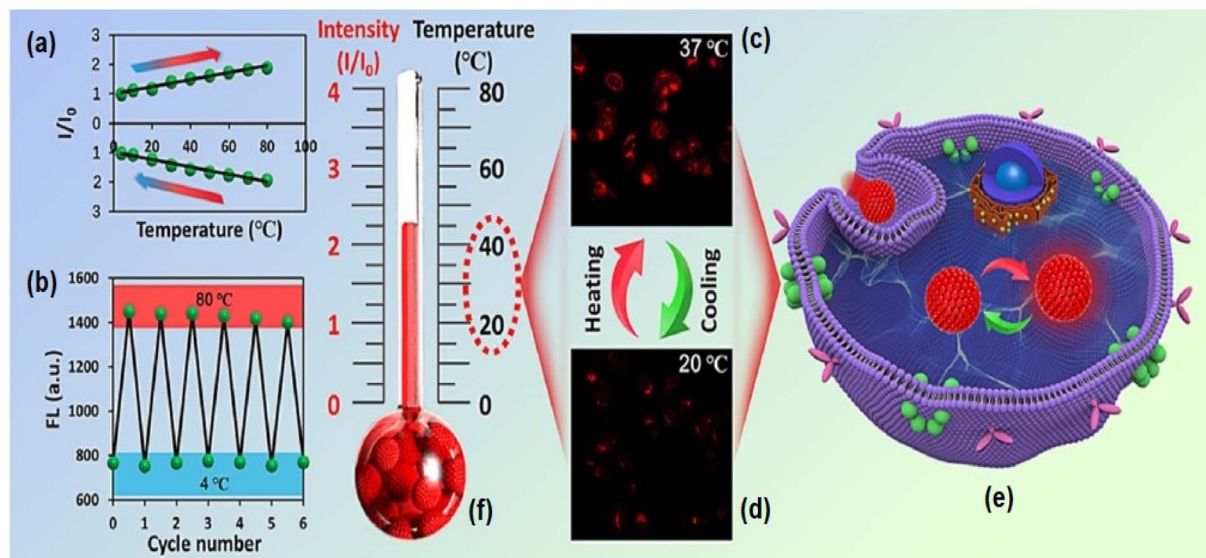 (a)
3
2
1
0
1
2
3
I/I₀
0 20 40 60 80 100
Temperature (℃)
(b)
1600
1400
1200
1000
800
600
FL (a.u.)
80 ℃
4 ℃
0 1 2 3 4 5 6
Cycle number
Intensity
(I/I₀)
4
3
2
1
0
Temperature
(℃)
80
60
40
20
0
(f)
37 ℃
(c)
Heating
Cooling
20 ℃
(d)
(e)